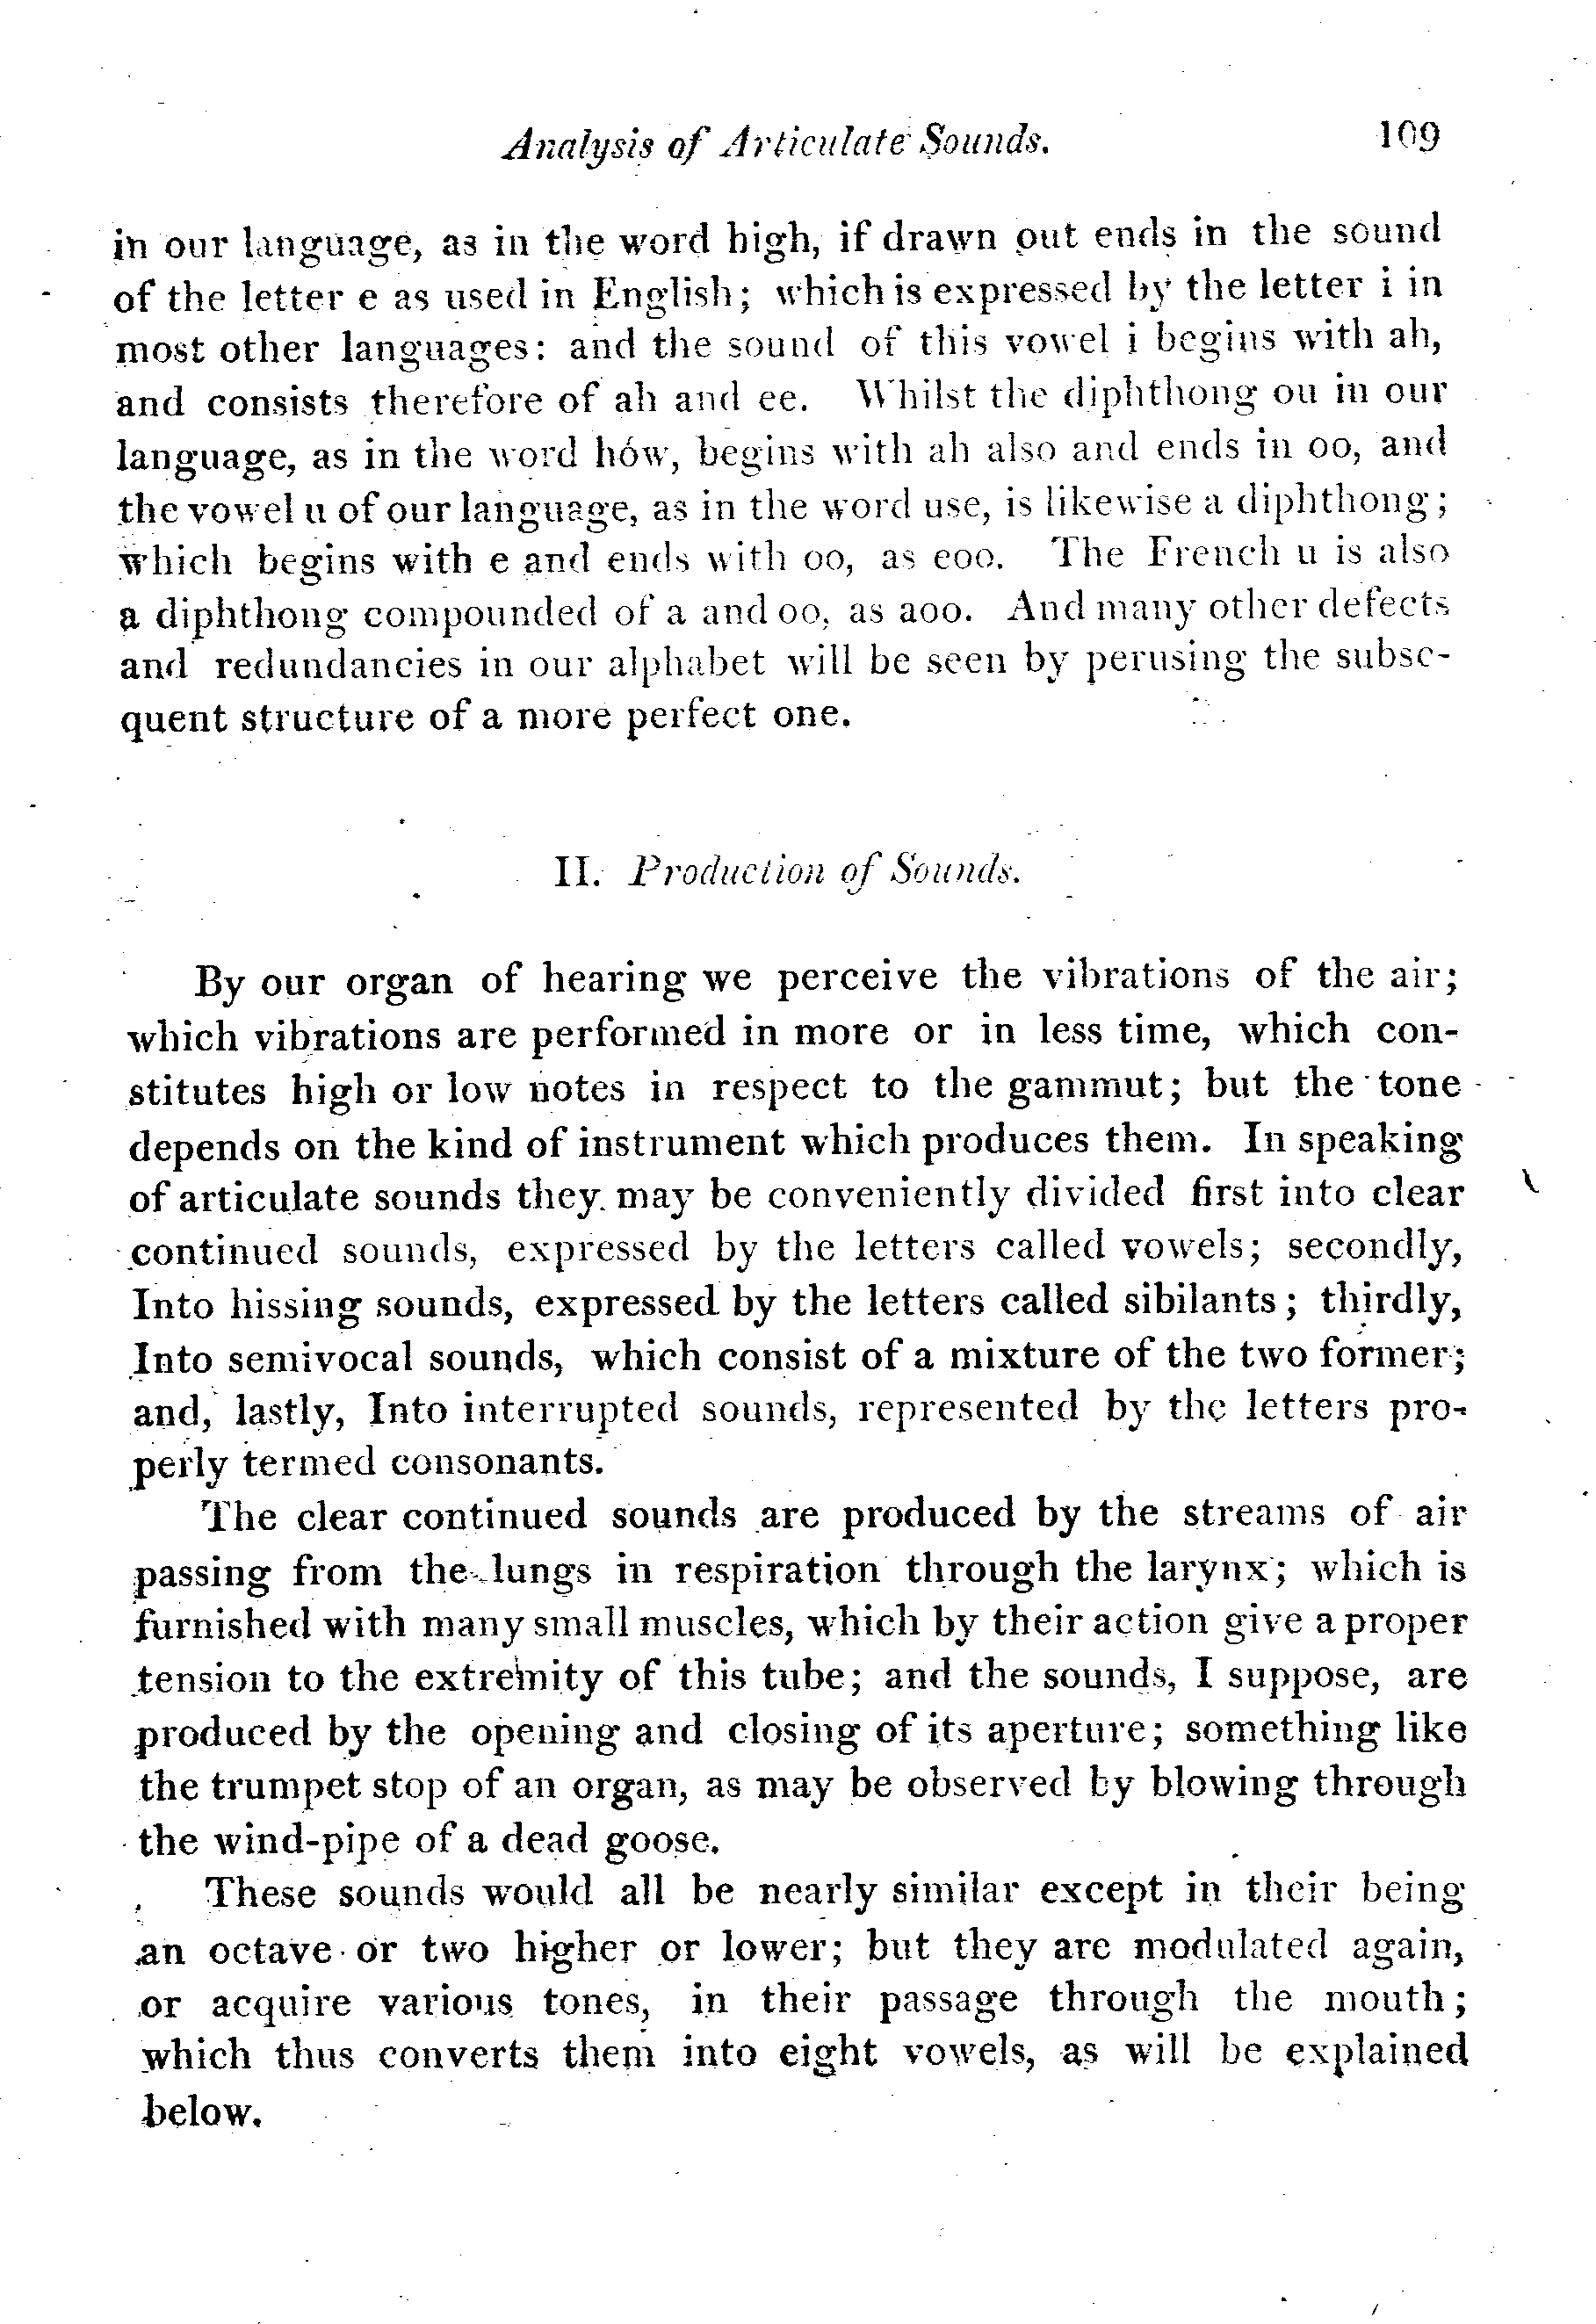 Analysis of Articulate Sounds. 109
in our language, as in the word high, if drawn out ends in the sound
of the letter e as used in English; which is expressed by the letter i in
most other languages: and the sound of this vowel i begins with ah,
and consists therefore of ah and ee. Whilst the diphthong ou in our
language, as in the word hów, begins with ah also and ends in oo, and
the vowel u of our language, as in the word use, is likewise a diphthong;
which begins with e and ends with oo, as eoo. The French u is also
a diphthong compounded of a and oo, as aoo. And many other defects
and redundancies in our alphabet will be seen by perusing the subse-
quent structure of a more perfect one.
II. Production of Sounds.
By our organ of hearing we perceive the vibrations of the air;
which vibrations are performed in more or in less time, which con-
stitutes high or low notes in respect to the gammut; but the tone
depends on the kind of instrument which produces them. In speaking
of articulate sounds they may be conveniently divided first into clear
continued sounds, expressed by the letters called vowels; secondly,
Into hissing sounds, expressed by the letters called sibilants; thirdly,
Into semivocal sounds, which consist of a mixture of the two former;
and, lastly, Into interrupted sounds, represented by the letters pro-
perly termed consonants.
The clear continued sounds are produced by the streams of air
passing from the lungs in respiration through the larynx; which is
furnished with many small muscles, which by their action give a proper
tension to the extremity of this tube; and the sounds, I suppose, are
produced by the opening and closing of its aperture; something like
the trumpet stop of an organ, as may be observed by blowing through
the wind-pipe of a dead goose.
These sounds would all be nearly similar except in their being
an octave or two higher or lower; but they are modulated again,
or acquire various tones, in their passage through the mouth;
which thus converts them into eight vowels, as will be explained
below.